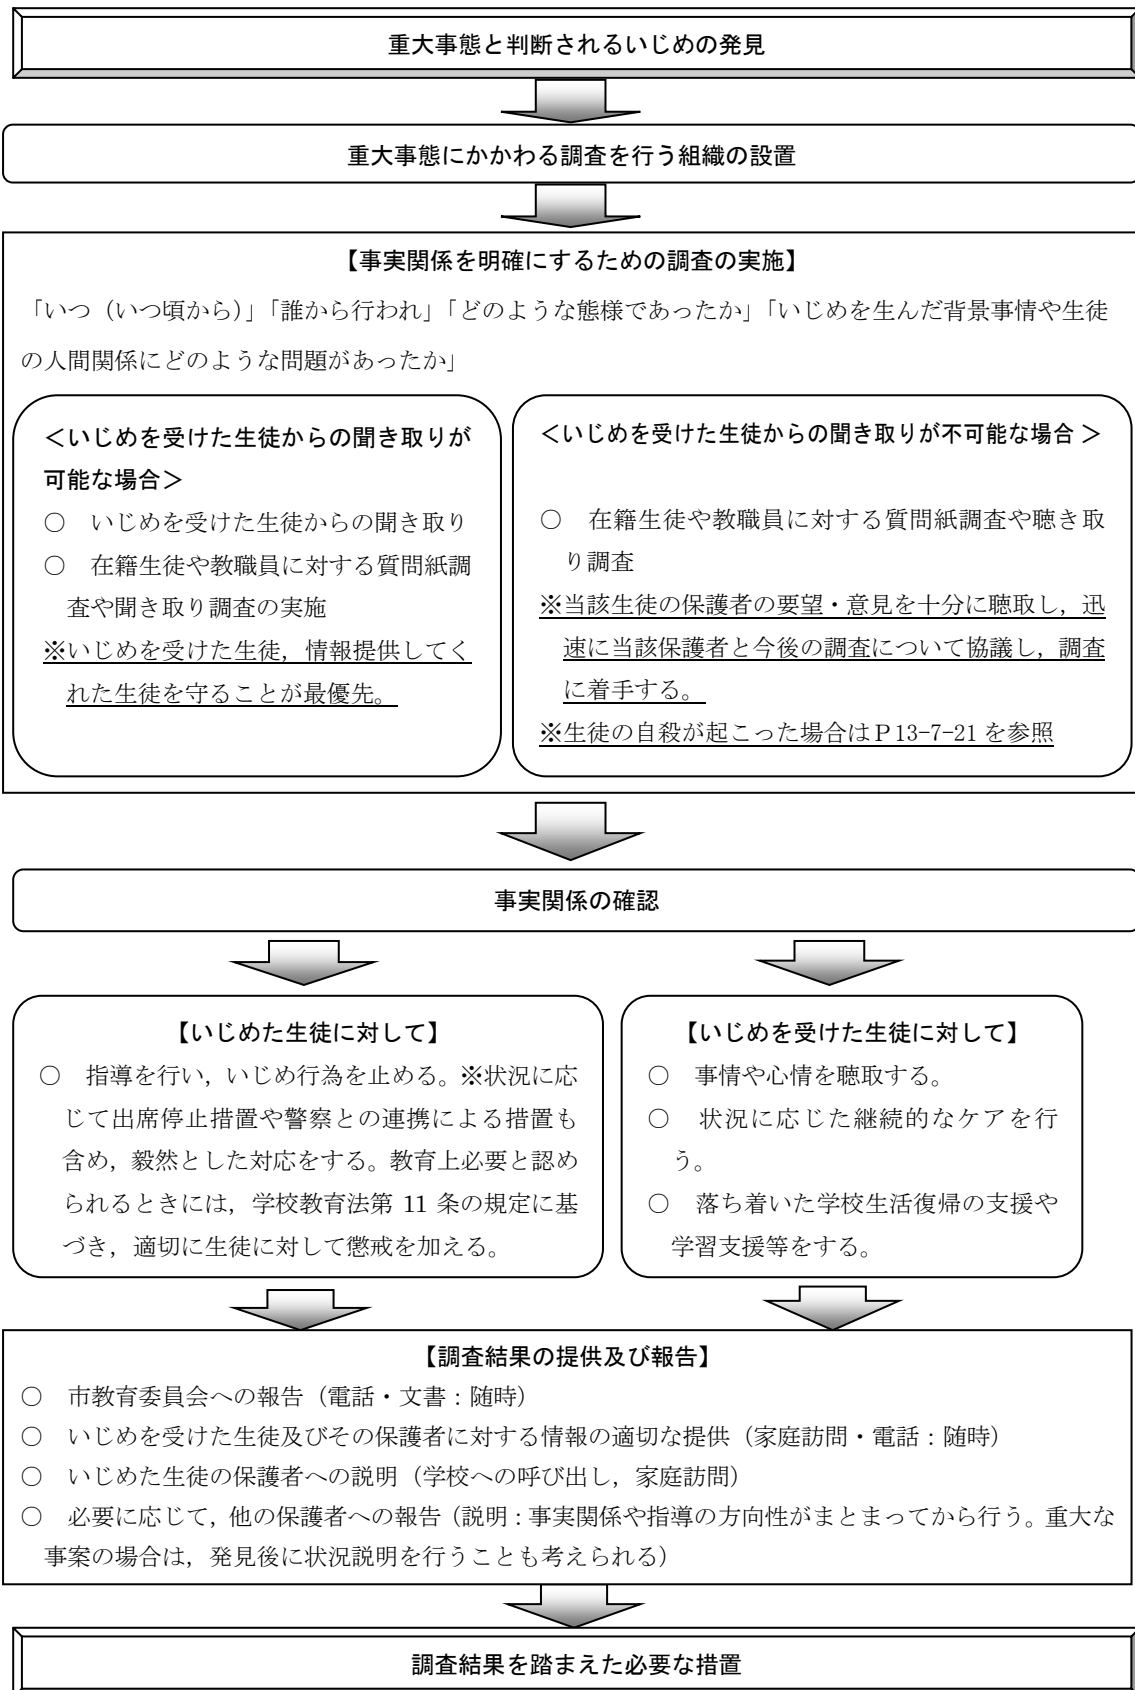 重大事態と判断されるいじめの発見
重大事態にかかわる調査を行う組織の設置
【事実関係を明確にするための調査の実施】
「いつ（いつ頃から）」「誰から行われ」「どのような態様であったか」「いじめを生んだ背景事情や生徒
の人間関係にどのような問題があったか」
＜いじめを受けた生徒からの聞き取りが
可能な場合＞
○　いじめを受けた生徒からの聞き取り
○　在籍生徒や教職員に対する質問紙調
査や聞き取り調査の実施
※いじめを受けた生徒，情報提供してく
れた生徒を守ることが最優先。
＜いじめを受けた生徒からの聞き取りが不可能な場合 ＞
○　在籍生徒や教職員に対する質問紙調査や聴き取
り調査
※当該生徒の保護者の要望・意見を十分に聴取し，迅
速に当該保護者と今後の調査について協議し，調査
に着手する。
※生徒の自殺が起こった場合はＰ13-7-21 を参照
事実関係の確認
【いじめた生徒に対して】
○　指導を行い，いじめ行為を止める。※状況に応
じて出席停止措置や警察との連携による措置も
含め，毅然とした対応をする。教育上必要と認め
られるときには，学校教育法第 11 条の規定に基
づき，適切に生徒に対して懲戒を加える。
【いじめを受けた生徒に対して】
○　事情や心情を聴取する。
○　状況に応じた継続的なケアを行
う。
○　落ち着いた学校生活復帰の支援や
学習支援等をする。
【調査結果の提供及び報告】
○　市教育委員会への報告（電話・文書：随時）
○　いじめを受けた生徒及びその保護者に対する情報の適切な提供（家庭訪問・電話：随時）
○　いじめた生徒の保護者への説明（学校への呼び出し，家庭訪問）
○　必要に応じて，他の保護者への報告（説明：事実関係や指導の方向性がまとまってから行う。重大な
事案の場合は，発見後に状況説明を行うことも考えられる）
調査結果を踏まえた必要な措置